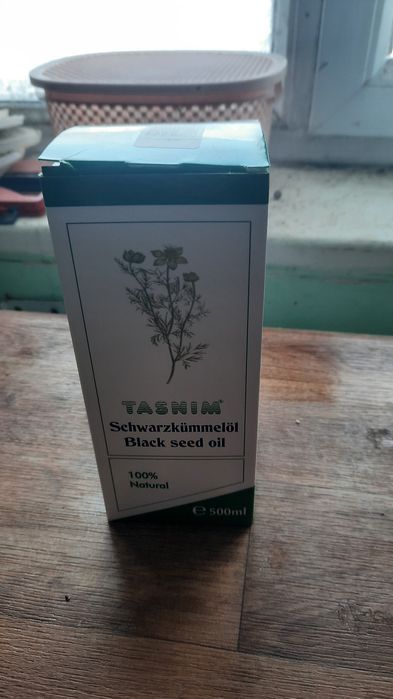 TASNIM®
Schwarzkümmelöl
Black seed oil
100%
Natural
℮ 500ml